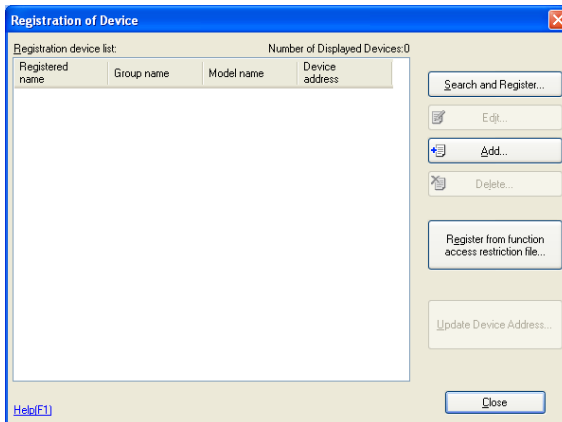 Registration of Device
Registration device list: Number of Displayed Devices:0
Registered name Group name Model name Device address
Search and Register...
Edit...
Add...
Delete...
Register from function
access restriction file...
Update Device Address...
Help(F1)
Close